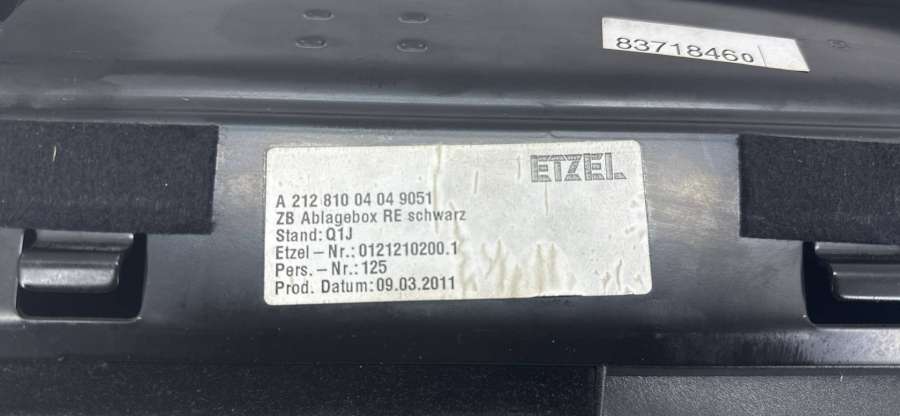 83718460
ETZEL
A 212 810 04 04 9051
ZB Ablagebox RE schwarz
Stand: Q1J
Etzel – Nr.: 0121210200.1
Pers. – Nr.: 125
Prod. Datum: 09.03.2011